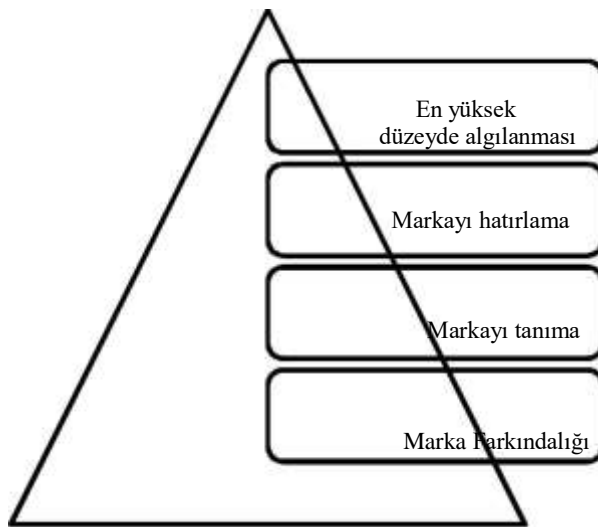 En yüksek
düzeyde algılanması
Markayı hatırlama
Markayı tanıma
Marka Farkındalığı